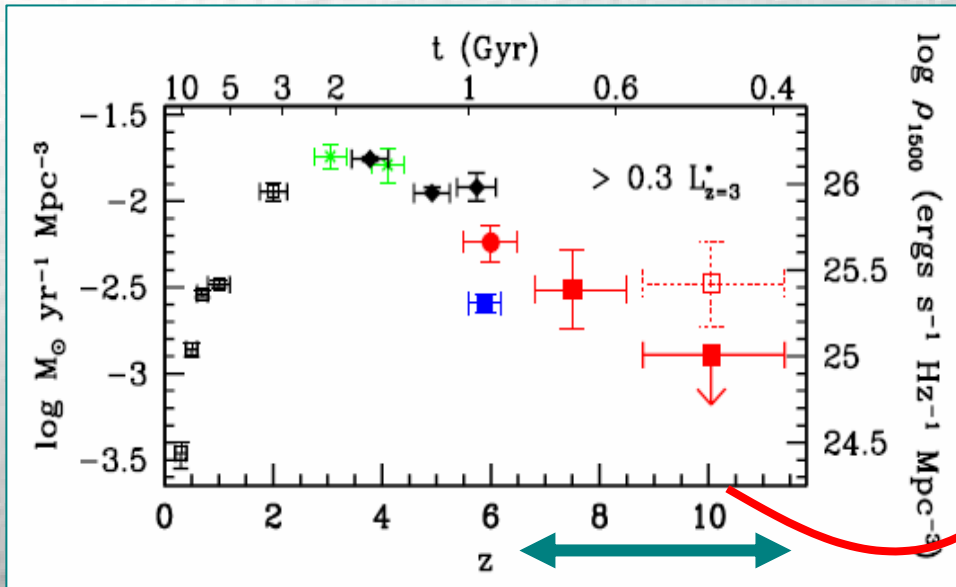 t (Gyr)
10 5 3 2 1 0.6 0.4
log M⊙ yr⁻¹ Mpc⁻³
-1.5
-2
-2.5
-3
-3.5
> 0.3 L*z=3
26
25.5
25
24.5
log ρ1500 (ergs s⁻¹ Hz⁻¹ Mpc⁻³)
0 2 4 6 8 10
z